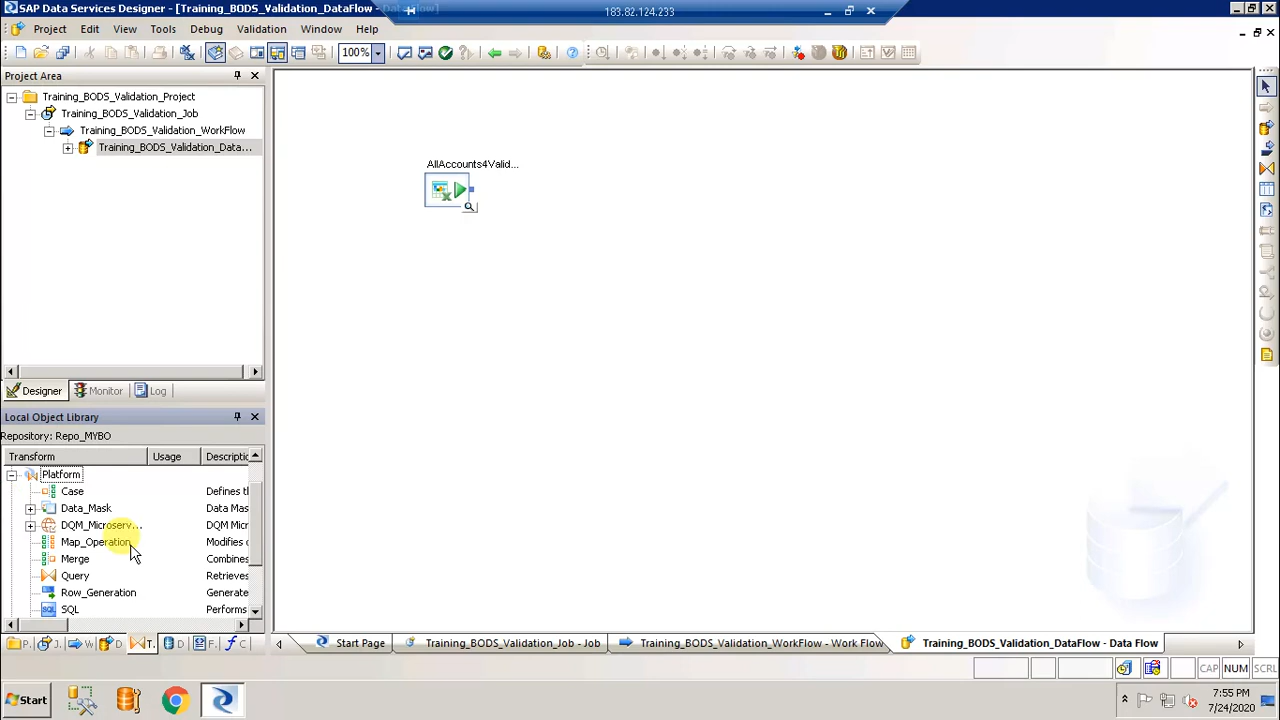 SAP Data Services Designer - [Training_BODS_Validation_DataFlow -
183.82.124.233
Project Edit View Tools Debug Validation Window Help
100%
Project Area
Training_BODS_Validation_Project
Training_BODS_Validation_Job
Training_BODS_Validation_WorkFlow
Training_BODS_Validation_Data...
AllAccounts4Valid...
Designer Monitor Log
Local Object Library
Repository: Repo_MYBO
Transform Usage Descriptio
Platform
Case Defines th
Data_Mask Data Mas
DQM_Microserv... DQM Micr
Map_Operation Modifies o
Merge Combines
Query Retrieves
Row_Generation Generate
SQL Performs
P. J. W D T. D F. C
Start Page Training_BODS_Validation_Job - Job Training_BODS_Validation_WorkFlow - Work Flow Training_BODS_Validation_DataFlow - Data Flow
CAP NUM SCRL
Start
7:55 PM
7/24/2020